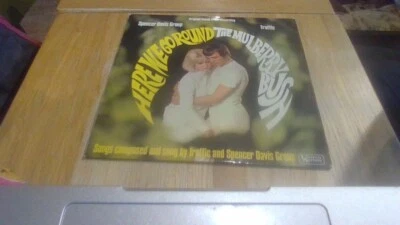 Spencer Davis Group
Traffic
HERE WE GO ROUND THE MULBERRY BUSH
Songs composed and sung by Traffic and Spencer Davis Group